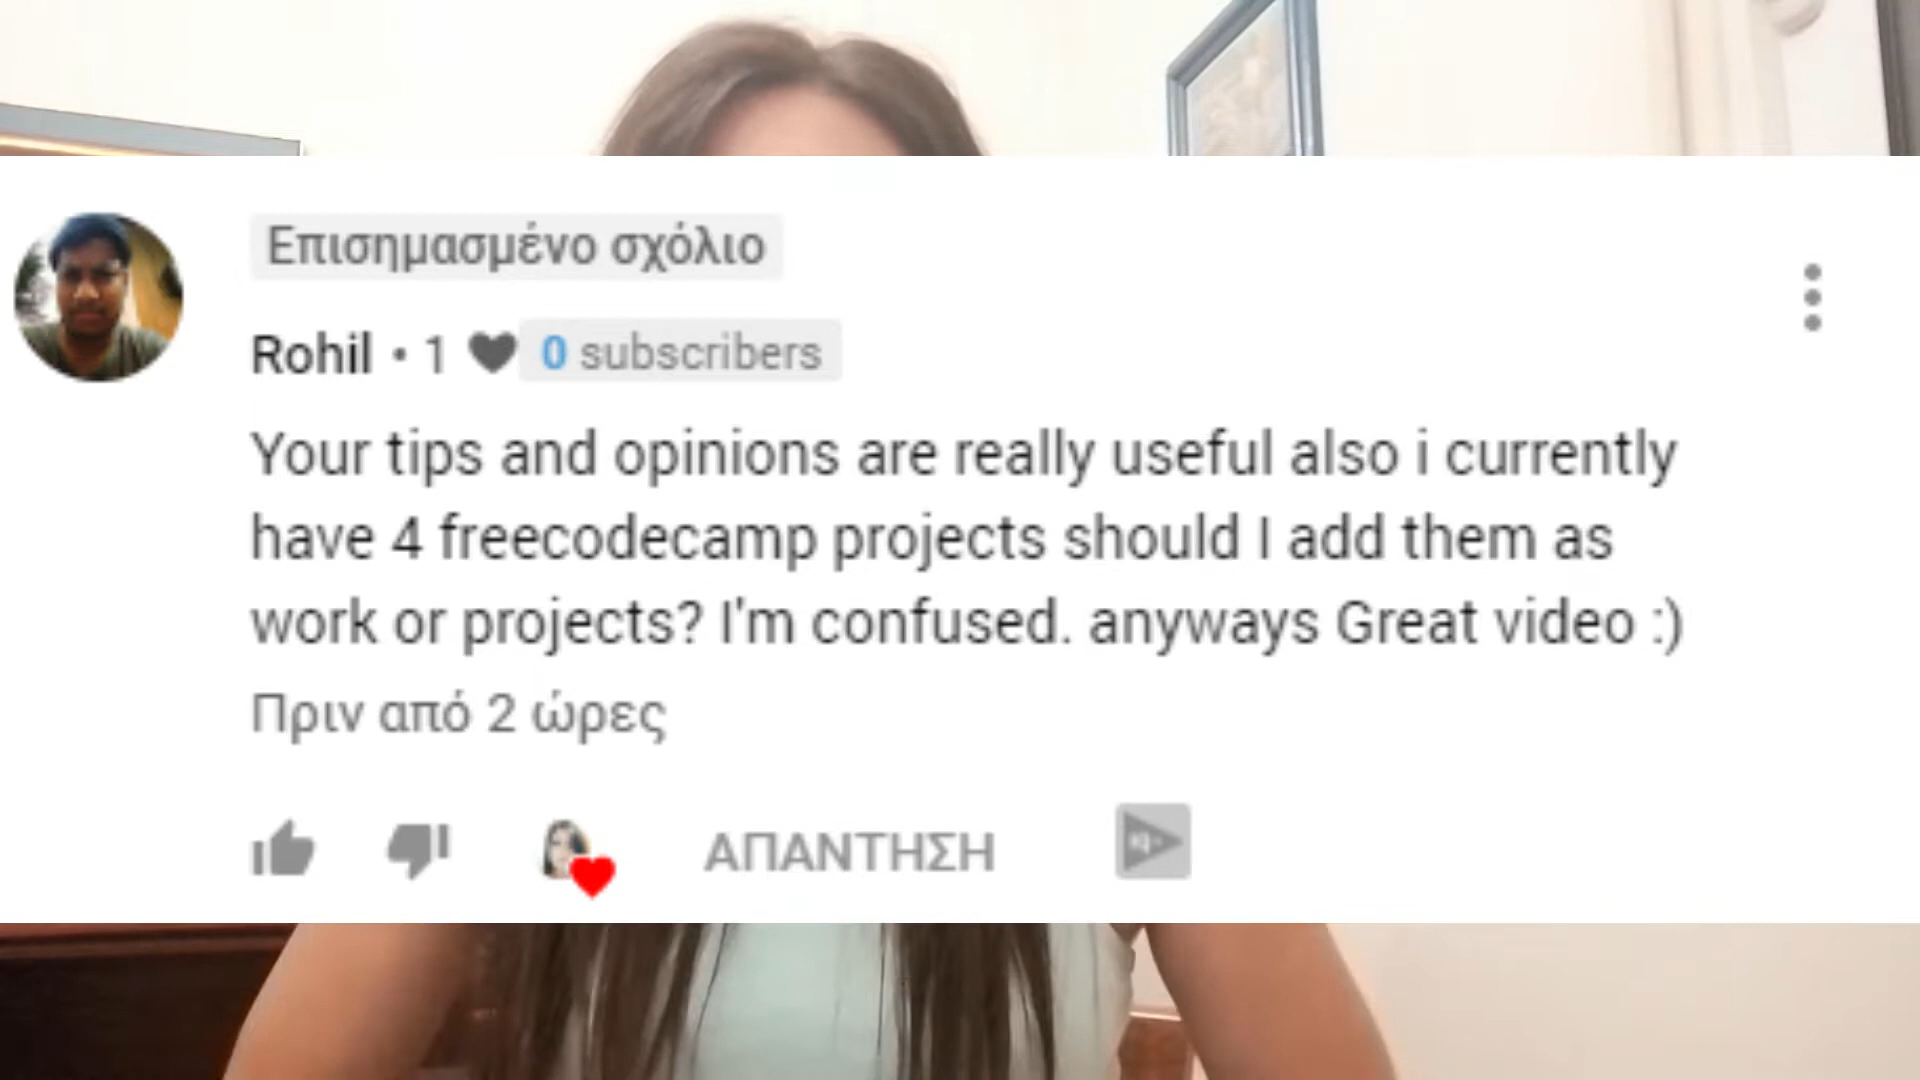 Επισημασμένο σχόλιο
Rohil • 1 0 subscribers
Your tips and opinions are really useful also i currently
have 4 freecodecamp projects should I add them as
work or projects? I'm confused. anyways Great video :)
Πριν από 2 ώρες
ΑΠΑΝΤΗΣΗ